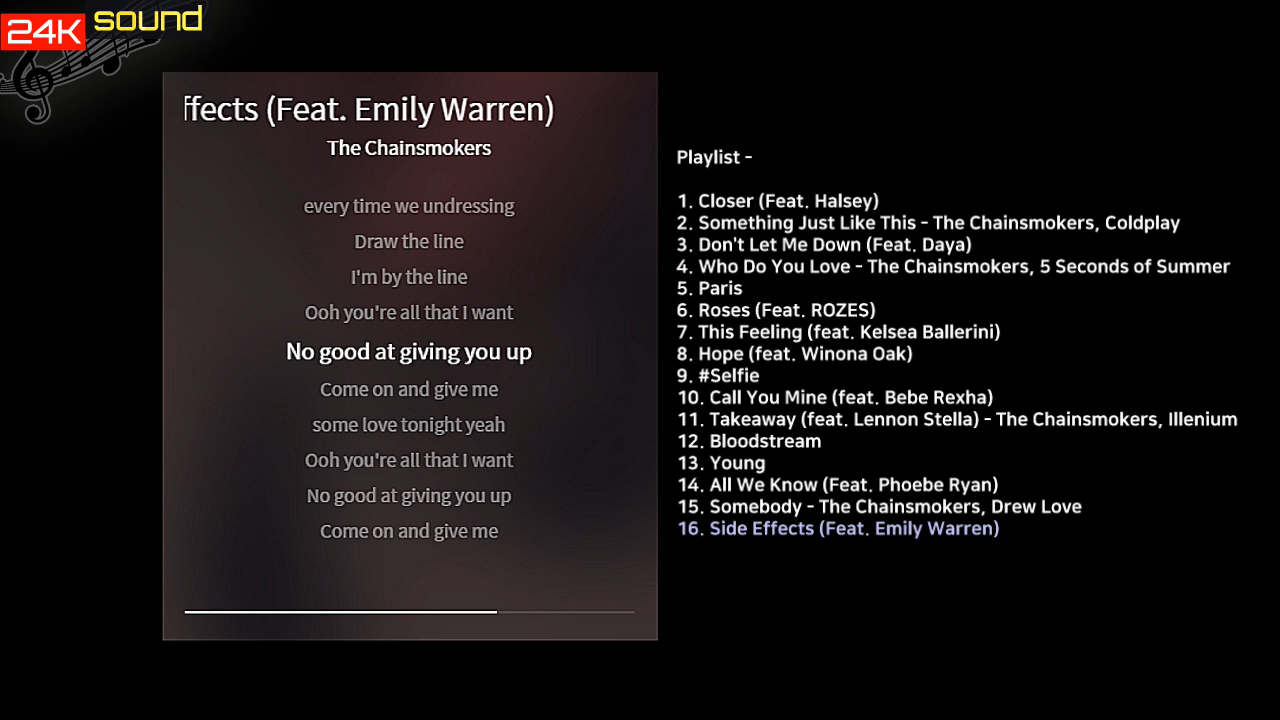 24K sound
ffects (Feat. Emily Warren)
The Chainsmokers
every time we undressing
Draw the line
I'm by the line
Ooh you're all that I want
No good at giving you up
Come on and give me
some love tonight yeah
Ooh you're all that I want
No good at giving you up
Come on and give me
Playlist -
1. Closer (Feat. Halsey)
2. Something Just Like This - The Chainsmokers, Coldplay
3. Don't Let Me Down (Feat. Daya)
4. Who Do You Love - The Chainsmokers, 5 Seconds of Summer
5. Paris
6. Roses (Feat. ROZES)
7. This Feeling (feat. Kelsea Ballerini)
8. Hope (feat. Winona Oak)
9. #Selfie
10. Call You Mine (feat. Bebe Rexha)
11. Takeaway (feat. Lennon Stella) - The Chainsmokers, Illenium
12. Bloodstream
13. Young
14. All We Know (Feat. Phoebe Ryan)
15. Somebody - The Chainsmokers, Drew Love
16. Side Effects (Feat. Emily Warren)